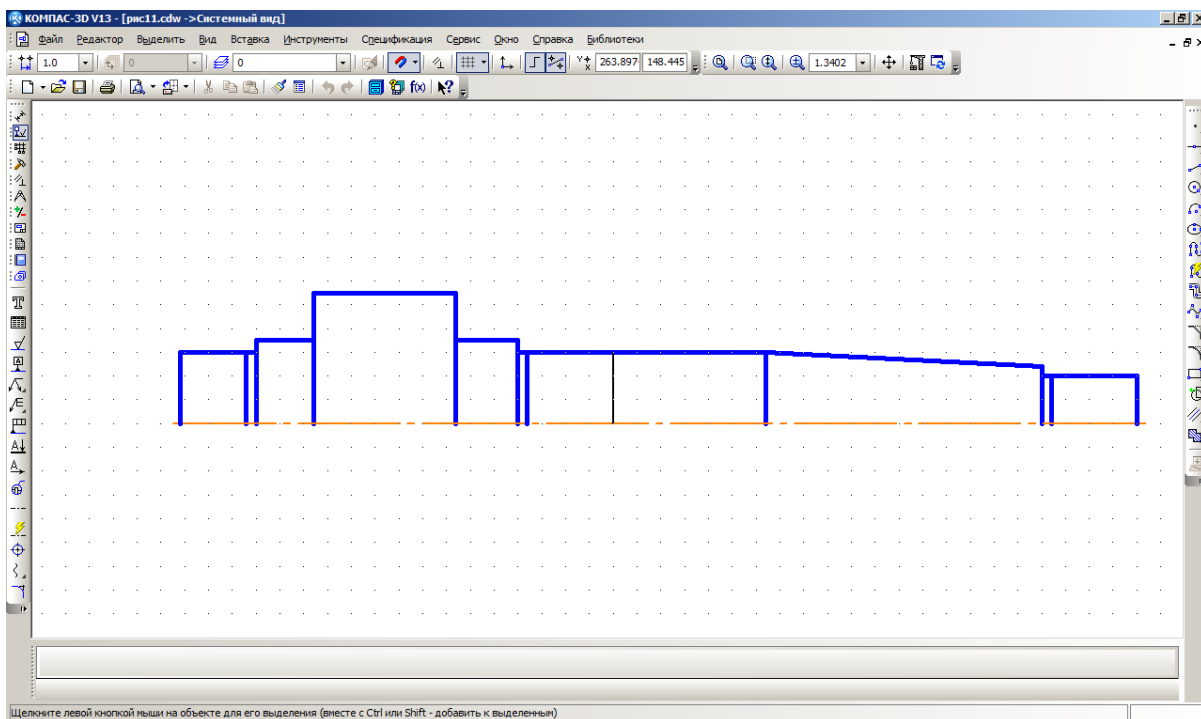 КОМПАС-3D V13 - [рис11.cdw ->Системный вид]
Файл Редактор Выделить Вид Вставка Инструменты Спецификация Сервис Окно Справка Библиотеки
1.0 0 0 263.897 148.445 1.3402
f(x)
Щелкните левой кнопкой мыши на объекте для его выделения (вместе с Ctrl или Shift - добавить к выделенным)